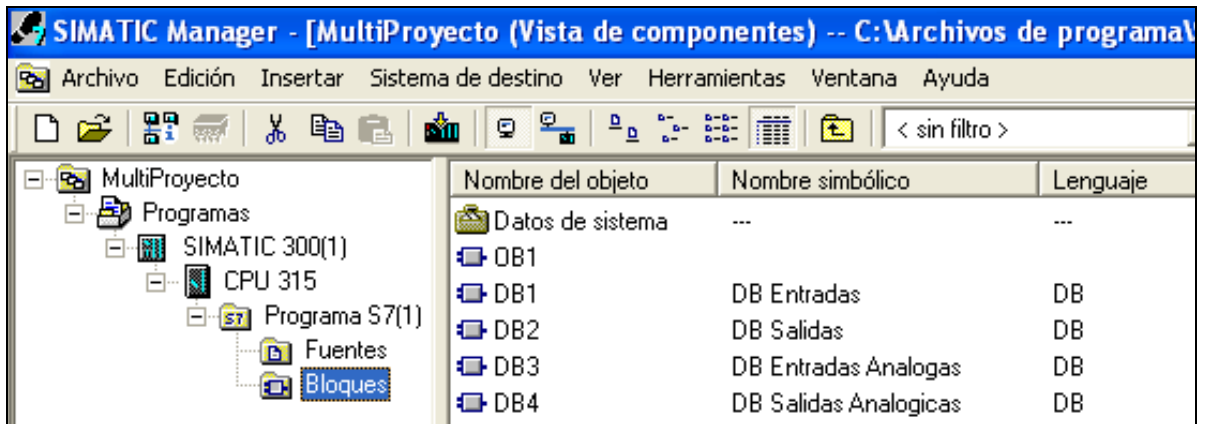 SIMATIC Manager - [MultiProyecto (Vista de componentes) -- C:\Archivos de programa\
Archivo Edición Insertar Sistema de destino Ver Herramientas Ventana Ayuda
< sin filtro >
MultiProyecto
Programas
SIMATIC 300(1)
CPU 315
Programa S7(1)
Fuentes
Bloques
Nombre del objeto Nombre simbólico Lenguaje
Datos de sistema --- ---
OB1
DB1 DB Entradas DB
DB2 DB Salidas DB
DB3 DB Entradas Analogas DB
DB4 DB Salidas Analogicas DB